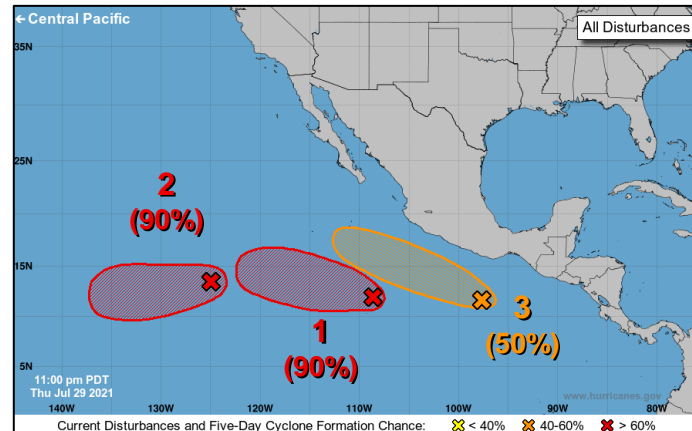 ← Central Pacific
All Disturbances
35N
25N
2
(90%)
15N
1
(90%)
3
(50%)
5N
11:00 pm PDT
Thu Jul 29 2021
www.hurricanes.gov
140W 130W 120W 110W 100W 90W 80W
Current Disturbances and Five-Day Cyclone Formation Chance: < 40% 40-60% > 60%